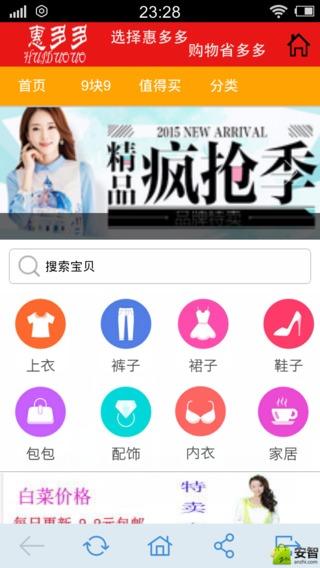 23:28
惠多多
HUIDUOUO
选择惠多多
购物省多多
首页 9块9 值得买 分类
2015 NEW ARRIVAL
精品 疯抢季
品牌特卖
搜索宝贝
上衣 裤子 裙子 鞋子
包包 配饰 内衣 家居
白菜价格
特卖
每日更新 9.9元包邮
安智
anzhi.com